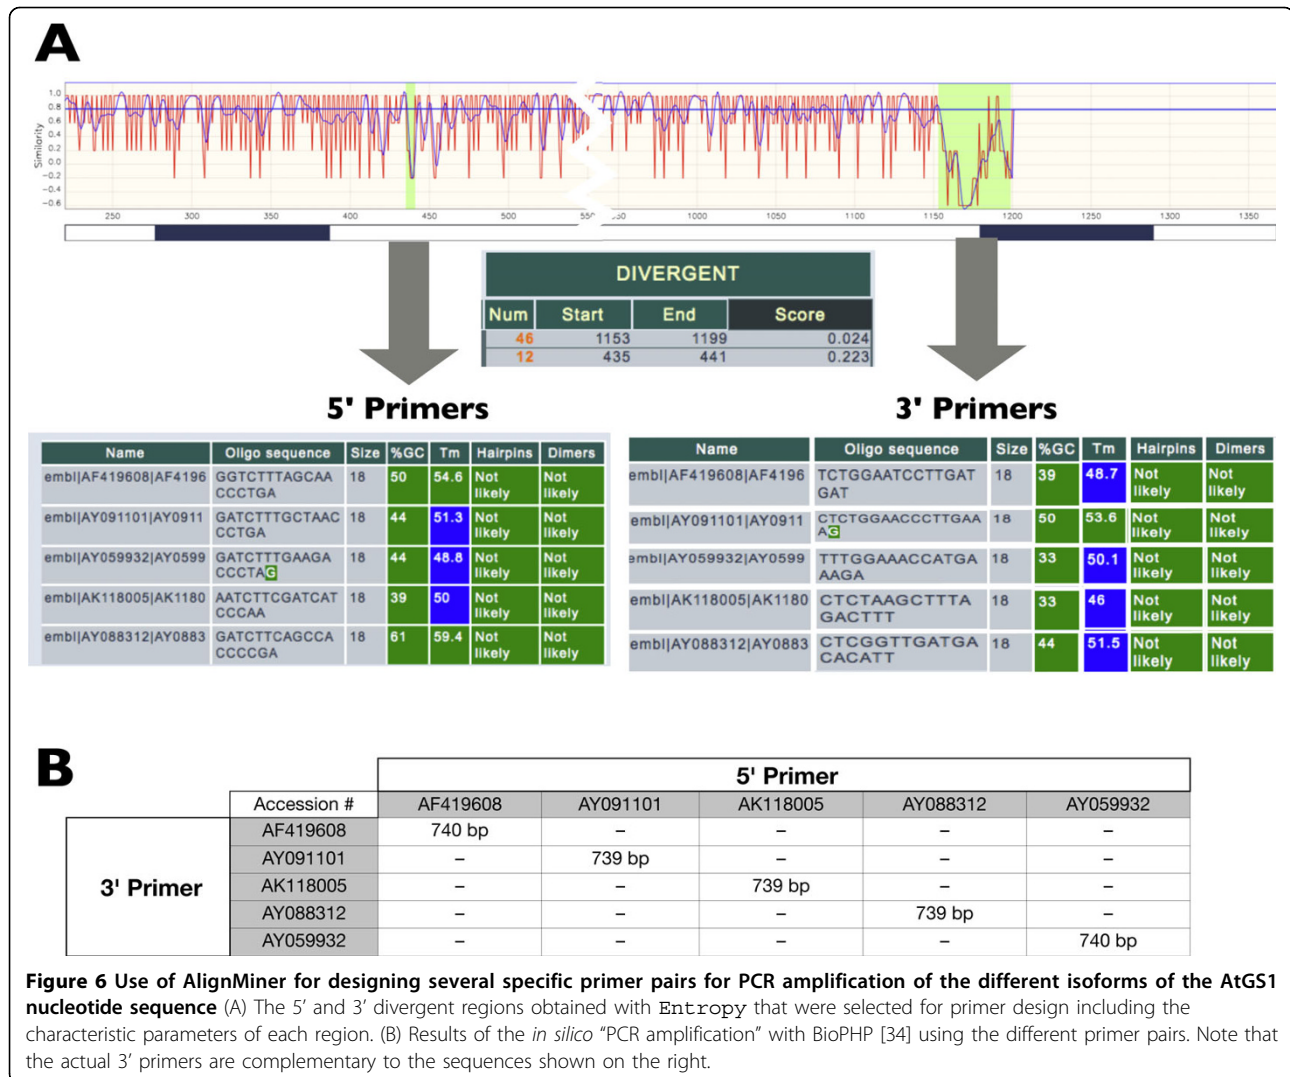 A
1.0
0.8
0.6
0.4
0.2
0.0
−0.2
−0.4
−0.6
Similarity
250 300 350 400 450 500 1000 1050 1100 1150 1200 1250 1300 1350
DIVERGENT
Num Start End Score
46 1153 1199 0.024
12 435 441 0.223
5' Primers
Name Oligo sequence Size %GC Tm Hairpins Dimers
embl|AF419608|AF4196 GGTCTTTAGCAA 18 50 54.6 Not Not
CCCTGA likely likely
embl|AY091101|AY0911 GATCTTTGCTAAC 18 44 51.3 Not Not
CCTGA likely likely
embl|AY059932|AY0599 GATCTTTGAAGA 18 44 48.8 Not Not
CCCTAG likely likely
embl|AK118005|AK1180 AATCTTCGATCAT 18 39 50 Not Not
CCCAA likely likely
embl|AY088312|AY0883 GATCTTCAGCCA 18 61 59.4 Not Not
CCCCGA likely likely
3' Primers
Name Oligo sequence Size %GC Tm Hairpins Dimers
embl|AF419608|AF4196 TCTGGAATCCTTGAT 18 39 48.7 Not Not
GAT likely likely
embl|AY091101|AY0911 CTCTGGAACCCTTGAA 18 50 53.6 Not Not
AG likely likely
embl|AY059932|AY0599 TTTGGAAACCATGA 18 33 50.1 Not Not
AAGA likely likely
embl|AK118005|AK1180 CTCTAAGCTTTA 18 33 46 Not Not
GACTTT likely likely
embl|AY088312|AY0883 CTCGGTTGATGA 18 44 51.5 Not Not
CACATT likely likely
B
5' Primer
Accession # AF419608 AY091101 AK118005 AY088312 AY059932
3' Primer
AF419608 740 bp – – – –
AY091101 – 739 bp – – –
AK118005 – – 739 bp – –
AY088312 – – – 739 bp –
AY059932 – – – – 740 bp
Figure 6 Use of AlignMiner for designing several specific primer pairs for PCR amplification of the different isoforms of the AtGS1
nucleotide sequence (A) The 5′ and 3′ divergent regions obtained with Entropy that were selected for primer design including the
characteristic parameters of each region. (B) Results of the in silico "PCR amplification" with BioPHP [34] using the different primer pairs. Note that
the actual 3′ primers are complementary to the sequences shown on the right.